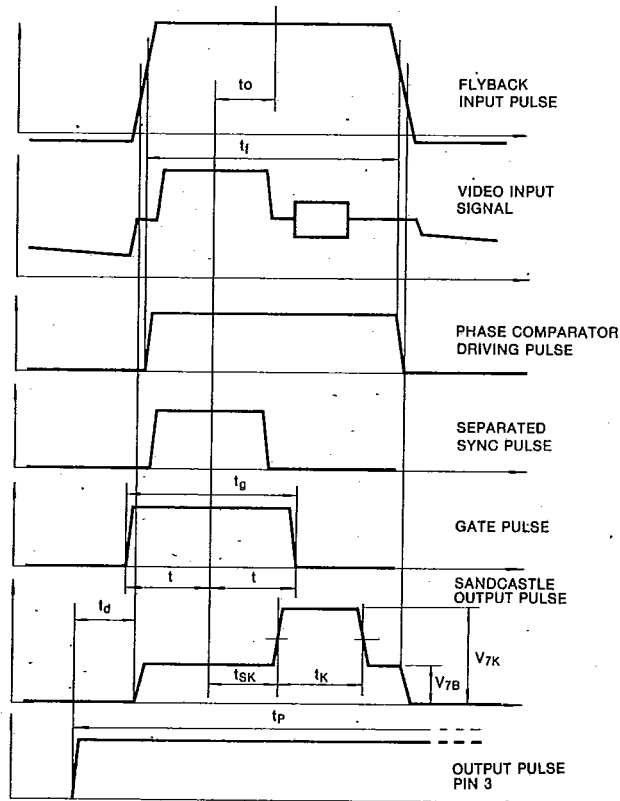 to
FLYBACK
INPUT PULSE
tf
VIDEO INPUT
SIGNAL
PHASE COMPARATOR
DRIVING PULSE
SEPARATED
SYNC PULSE
tg
GATE PULSE
t t
SANDCASTLE
OUTPUT PULSE
td
tSK tK V7B V7K
tP
OUTPUT PULSE
PIN 3